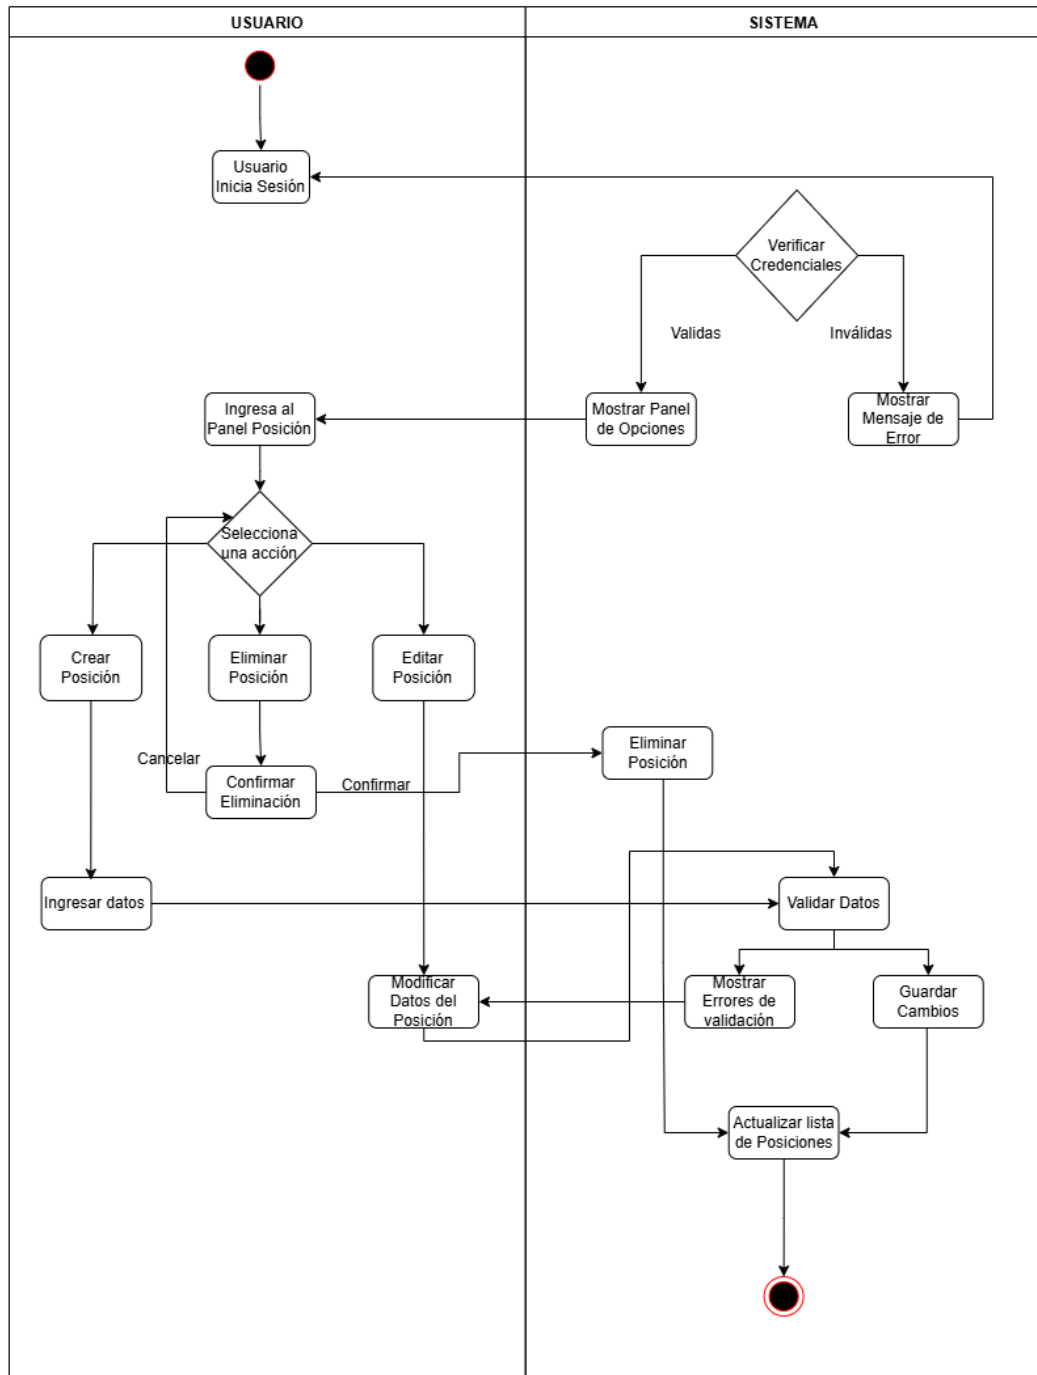 USUARIO
SISTEMA
Usuario
Inicia Sesión
Verificar
Credenciales
Validas
Inválidas
Ingresa al
Panel Posición
Mostrar Panel
de Opciones
Mostrar
Mensaje de
Error
Selecciona
una acción
Crear
Posición
Eliminar
Posición
Editar
Posición
Cancelar
Confirmar
Eliminación
Confirmar
Eliminar
Posición
Ingresar datos
Validar Datos
Modificar
Datos del
Posición
Mostrar
Errores de
validación
Guardar
Cambios
Actualizar lista
de Posiciones